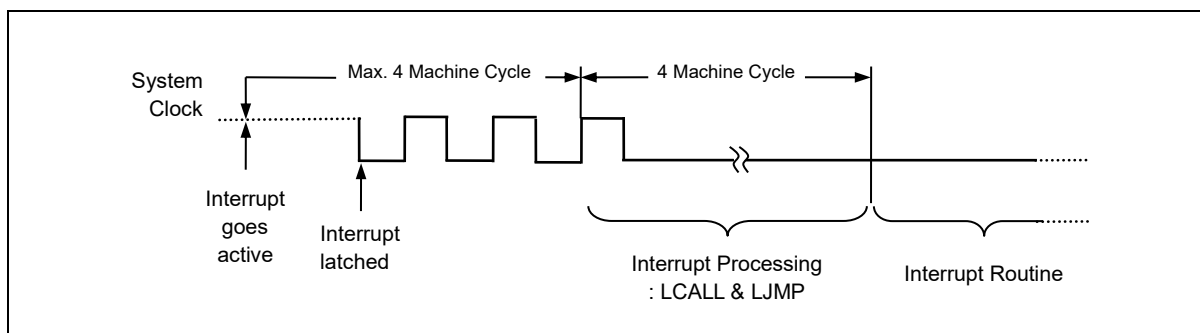 Max. 4 Machine Cycle
4 Machine Cycle
System
Clock
Interrupt
goes
active
Interrupt
latched
Interrupt Processing
: LCALL & LJMP
Interrupt Routine